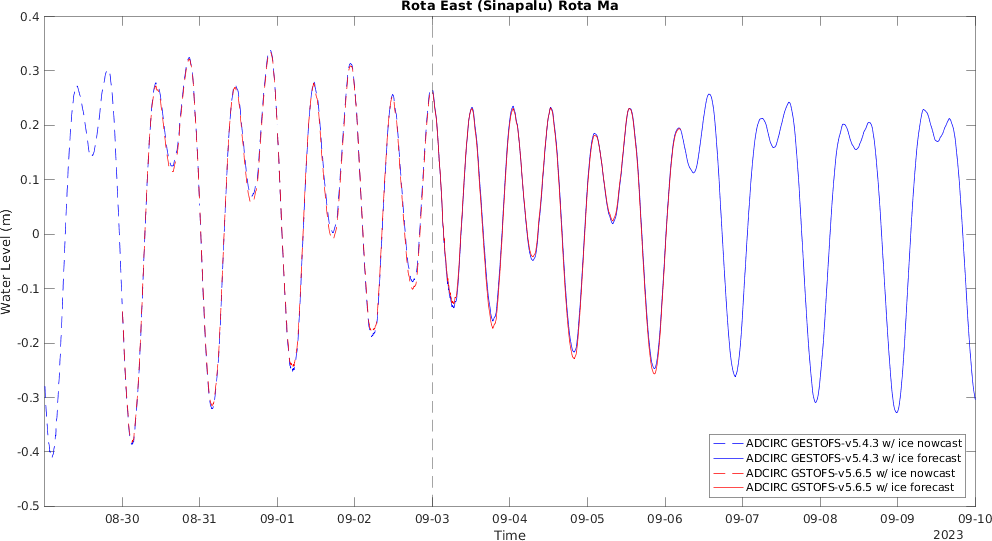 Rota East (Sinapalu) Rota Ma
0.4
0.3
0.2
0.1
0
-0.1
-0.2
-0.3
-0.4
-0.5
Water Level (m)
ADCIRC GESTOFS-v5.4.3 w/ ice nowcast
ADCIRC GESTOFS-v5.4.3 w/ ice forecast
ADCIRC GSTOFS-v5.6.5 w/ ice nowcast
ADCIRC GSTOFS-v5.6.5 w/ ice forecast
08-30 08-31 09-01 09-02 09-03 09-04 09-05 09-06 09-07 09-08 09-09 09-10
Time
2023